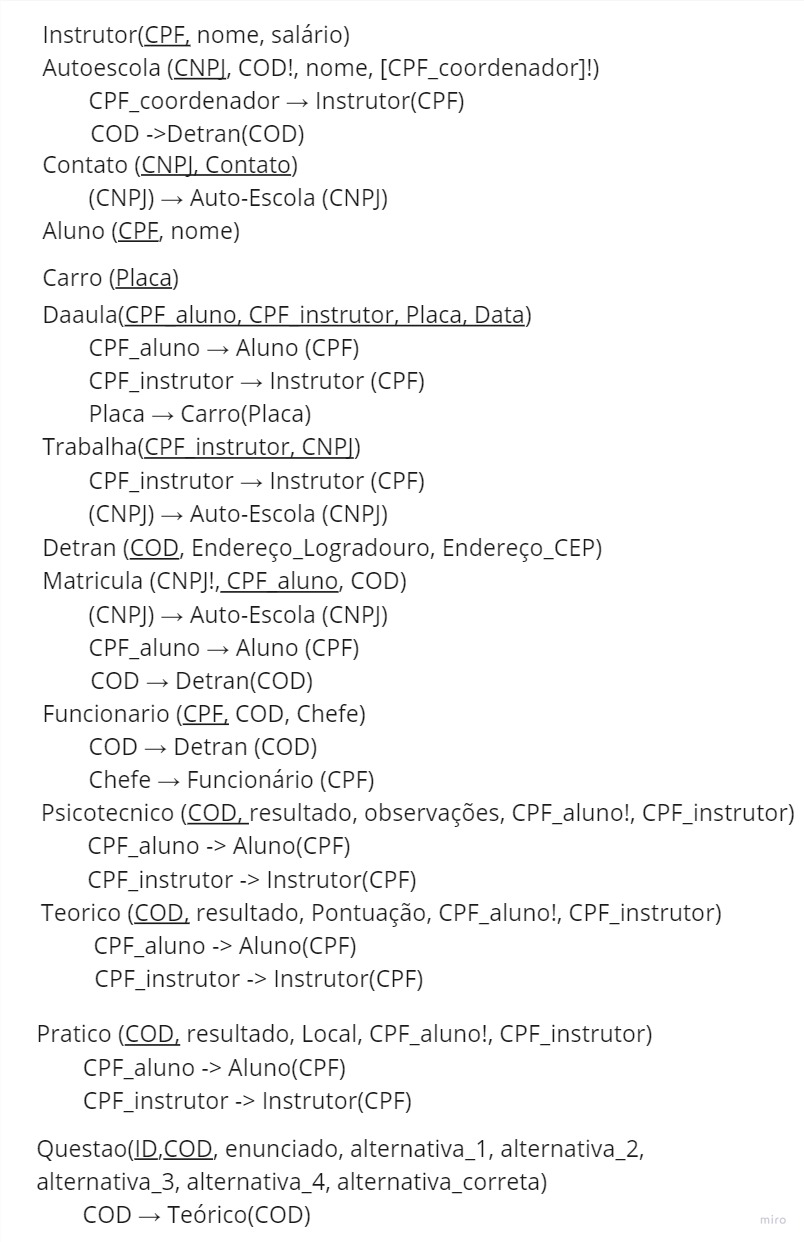 Instrutor(CPF, nome, salário)
Autoescola (CNPJ, COD!, nome, [CPF_coordenador]!)
CPF_coordenador → Instrutor(CPF)
COD ->Detran(COD)
Contato (CNPJ, Contato)
(CNPJ) → Auto-Escola (CNPJ)
Aluno (CPF, nome)
Carro (Placa)
Daaula(CPF_aluno, CPF_instrutor, Placa, Data)
CPF_aluno → Aluno (CPF)
CPF_instrutor → Instrutor (CPF)
Placa → Carro(Placa)
Trabalha(CPF_instrutor, CNPJ)
CPF_instrutor → Instrutor (CPF)
(CNPJ) → Auto-Escola (CNPJ)
Detran (COD, Endereço_Logradouro, Endereço_CEP)
Matricula (CNPJ!, CPF_aluno, COD)
(CNPJ) → Auto-Escola (CNPJ)
CPF_aluno → Aluno (CPF)
COD → Detran(COD)
Funcionario (CPF, COD, Chefe)
COD → Detran (COD)
Chefe → Funcionário (CPF)
Psicotecnico (COD, resultado, observações, CPF_aluno!, CPF_instrutor)
CPF_aluno -> Aluno(CPF)
CPF_instrutor -> Instrutor(CPF)
Teorico (COD, resultado, Pontuação, CPF_aluno!, CPF_instrutor)
CPF_aluno -> Aluno(CPF)
CPF_instrutor -> Instrutor(CPF)
Pratico (COD, resultado, Local, CPF_aluno!, CPF_instrutor)
CPF_aluno -> Aluno(CPF)
CPF_instrutor -> Instrutor(CPF)
Questao(ID,COD, enunciado, alternativa_1, alternativa_2,
alternativa_3, alternativa_4, alternativa_correta)
COD → Teórico(COD)
miro